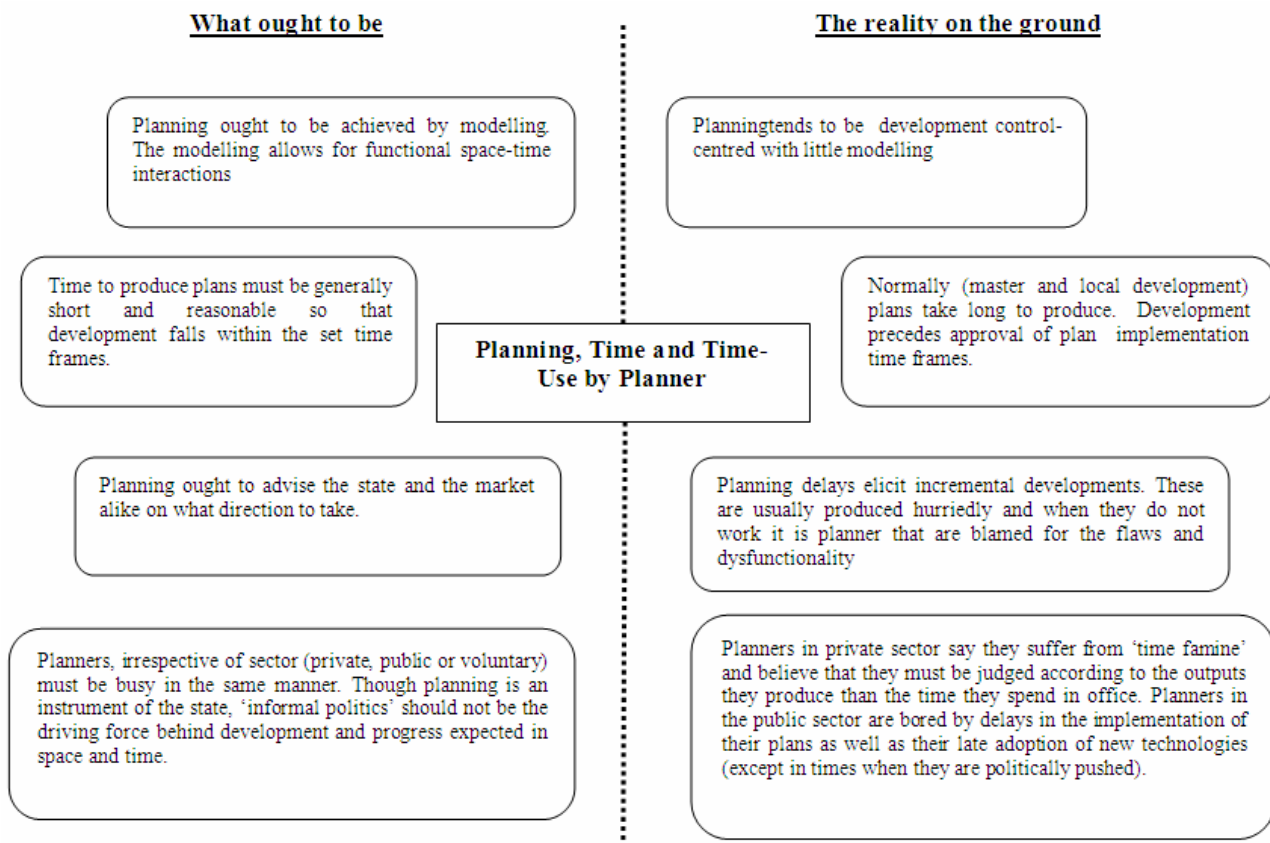 What ought to be
The reality on the ground
Planning ought to be achieved by modelling.
The modelling allows for functional space-time
interactions
Planningtends to be development control-
centred with little modelling
Time to produce plans must be generally
short and reasonable so that
development falls within the set time
frames.
Normally (master and local development)
plans take long to produce. Development
precedes approval of plan implementation
time frames.
Planning, Time and Time-
Use by Planner
Planning ought to advise the state and the market
alike on what direction to take.
Planning delays elicit incremental developments. These
are usually produced hurriedly and when they do not
work it is planner that are blamed for the flaws and
dysfunctionality
Planners, irrespective of sector (private, public or voluntary)
must be busy in the same manner. Though planning is an
instrument of the state, ‘informal politics’ should not be the
driving force behind development and progress expected in
space and time.
Planners in private sector say they suffer from ‘time famine’
and believe that they must be judged according to the outputs
they produce than the time they spend in office. Planners in
the public sector are bored by delays in the implementation of
their plans as well as their late adoption of new technologies
(except in times when they are politically pushed).